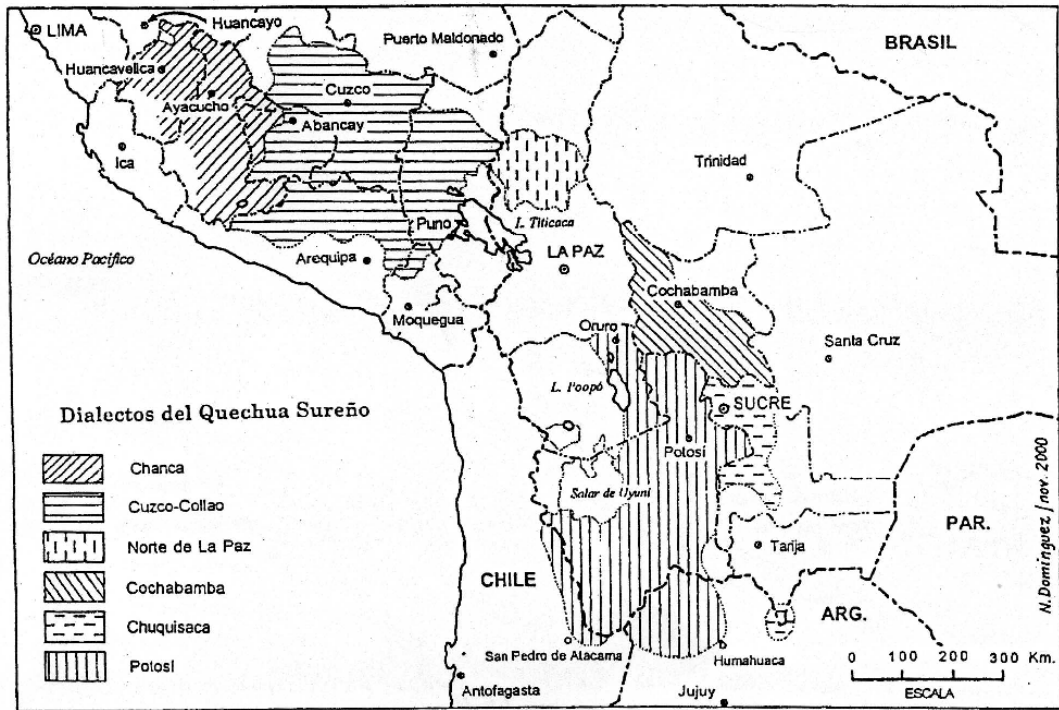 LIMA
Huancayo
Puerto Maldonado
BRASIL
Huancavelica
Cuzco
Ayacucho
Abancay
Ica
Trinidad
L. Titicaca
Puno
Océano Pacifico
Arequipa
LA PAZ
Cochabamba
Moquegua
Oruro
Santa Cruz
L. Poopó
SUCRE
Potosí
Salar de Uyuni
Tarija
PAR.
CHILE
ARG.
San Pedro de Atacama
Humahuaca
Antofagasta
Jujuy
Dialectos del Quechua Sureño
Chanca
Cuzco-Collao
Norte de La Paz
Cochabamba
Chuquisaca
Potosí
0 100 200 300 Km.
ESCALA
N. Domínguez / nov. 2000